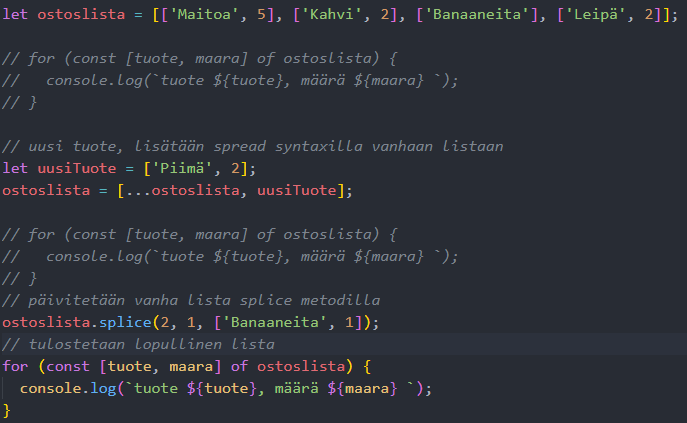 let ostoslista = [['Maitoa', 5], ['Kahvi', 2], ['Banaaneita'], ['Leipä', 2]];
// for (const [tuote, maara] of ostoslista) {
//   console.log(`tuote ${tuote}, määrä ${maara} `);
// }
// uusi tuote, lisätään spread syntaxilla vanhaan listaan
let uusiTuote = ['Piimä', 2];
ostoslista = [...ostoslista, uusiTuote];
// for (const [tuote, maara] of ostoslista) {
//   console.log(`tuote ${tuote}, määrä ${maara} `);
// }
// päivitetään vanha lista splice metodilla
ostoslista.splice(2, 1, ['Banaaneita', 1]);
// tulostetaan lopullinen lista
for (const [tuote, maara] of ostoslista) {
  console.log(`tuote ${tuote}, määrä ${maara} `);
}